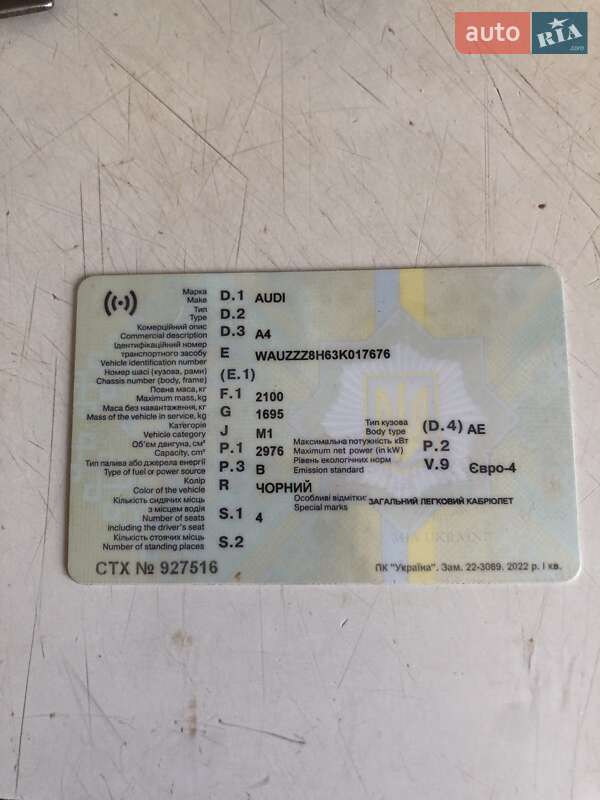 auto RIA.com
Марка
Make D.1 AUDI
Тип
Type D.2
Комерційний опис
Commercial description D.3 A4
Ідентифікаційний номер
транспортного засобу
Vehicle identification number E WAUZZZ8H63K017676
Номер шасі (кузова, рами)
Chassis number (body, frame) (E.1)
Повна маса, кг
Maximum mass, kg F.1 2100
Маса без навантаження, кг
Mass of the vehicle in service, kg G 1695
Категорія
Vehicle category J M1
Об'єм двигуна, см³
Capacity, cm³ P.1 2976
Тип палива або джерела енергії
Type of fuel or power source P.3 B
Колір
Color of the vehicle R ЧОРНИЙ
Кількість сидячих місць
з місцем водія
Number of seats
including the driver's seat S.1 4
Кількість стоячих місць
Number of standing places S.2
Тип кузова
Body type (D.4) АЕ
Максимальна потужність кВт
Maximum net power (in kW) P.2
Рівень екологічних норм
Emission standard V.9 Євро-4
Особливі відмітки:
Special marks ЗАГАЛЬНИЙ ЛЕГКОВИЙ КАБРІОЛЕТ
MIA UKRAINE
СТХ № 927516
ПК "Україна". Зам. 22-3089. 2022 р. I кв.